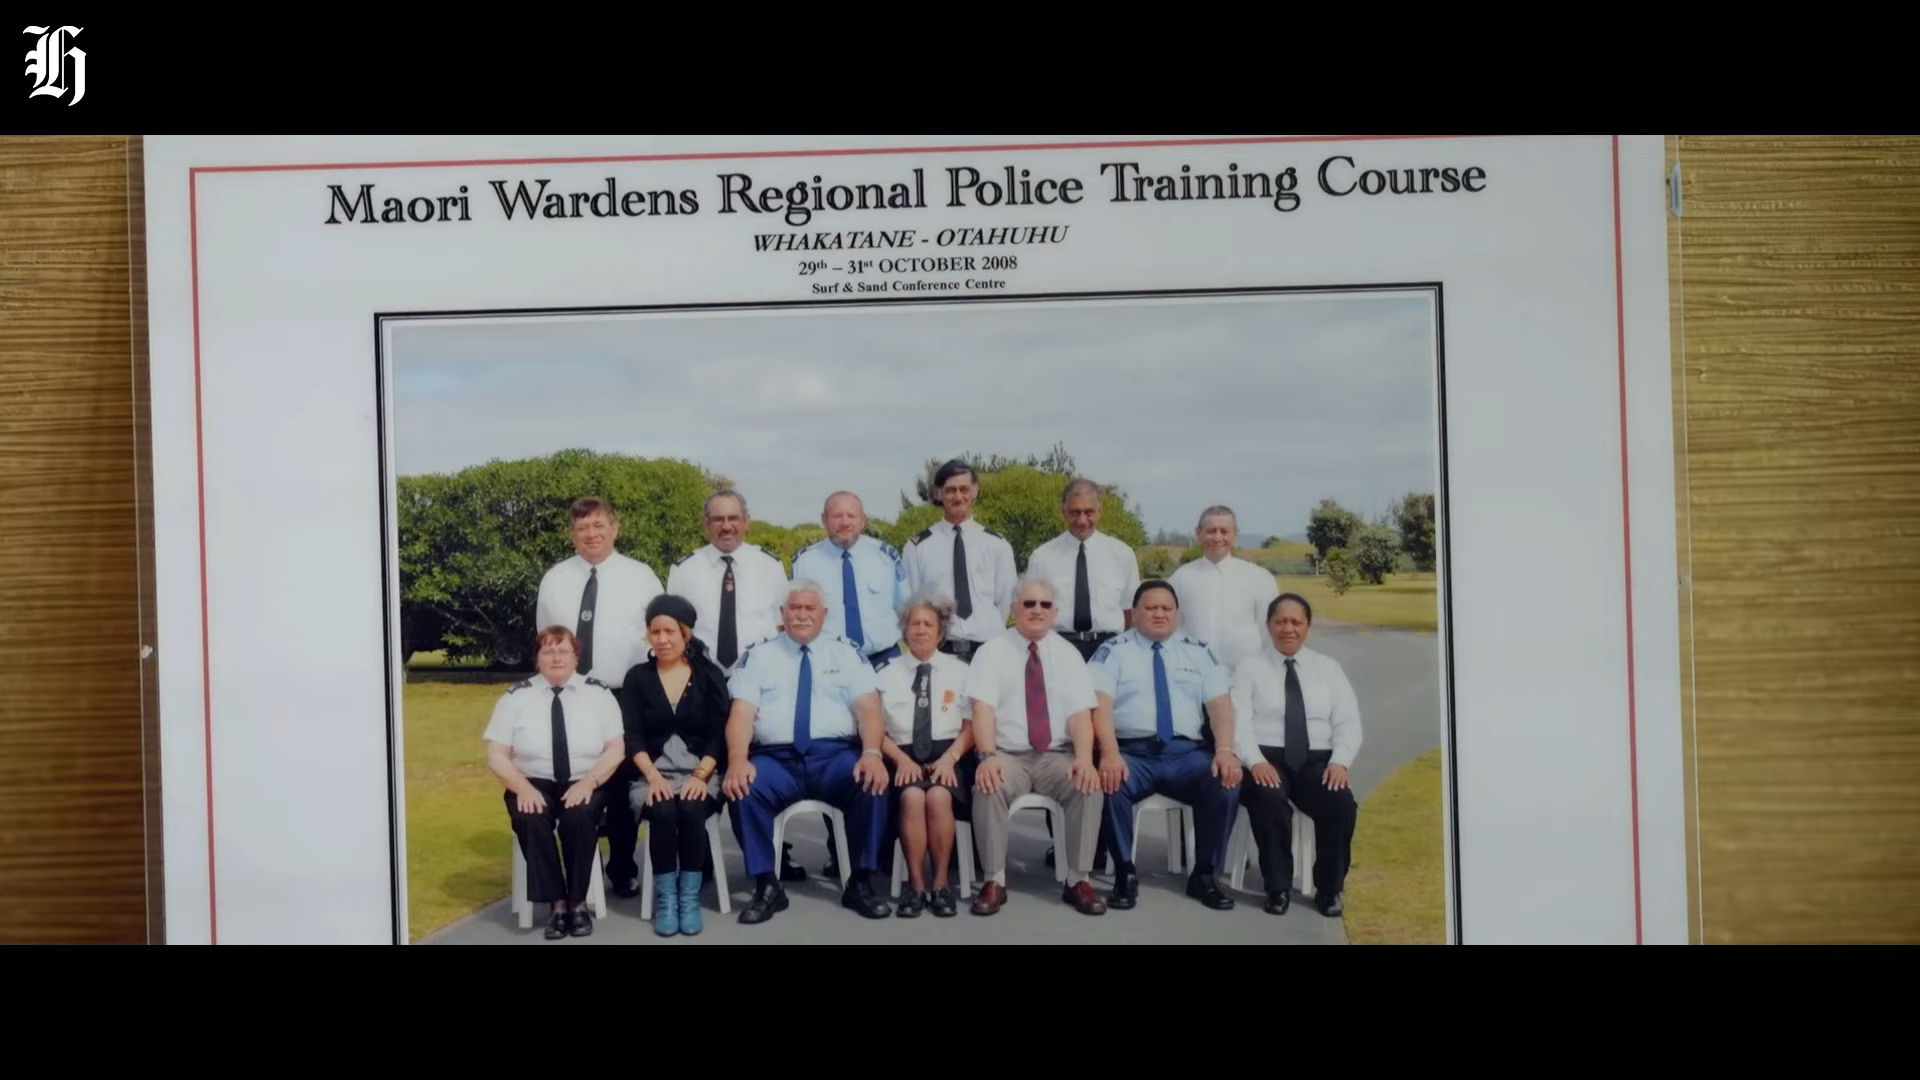 H
Maori Wardens Regional Police Training Course
WHAKATANE - OTAHUHU
29th – 31st OCTOBER 2008
Surf & Sand Conference Centre